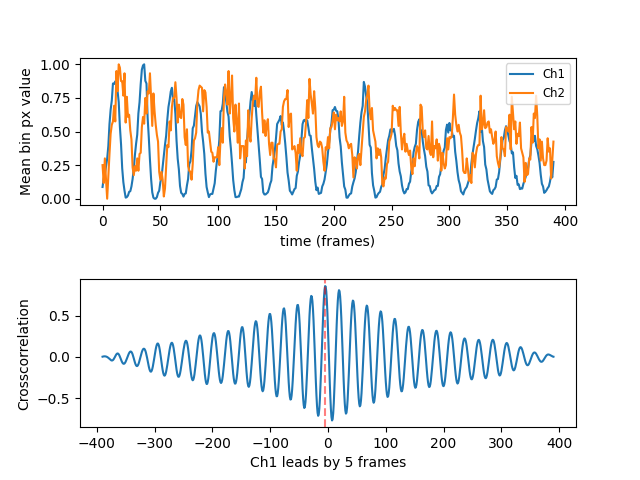 1.00
0.75
0.50
0.25
0.00
Mean bin px value
Ch1
Ch2
0 50 100 150 200 250 300 350 400
time (frames)
0.5
0.0
−0.5
Crosscorrelation
−400 −300 −200 −100 0 100 200 300 400
Ch1 leads by 5 frames